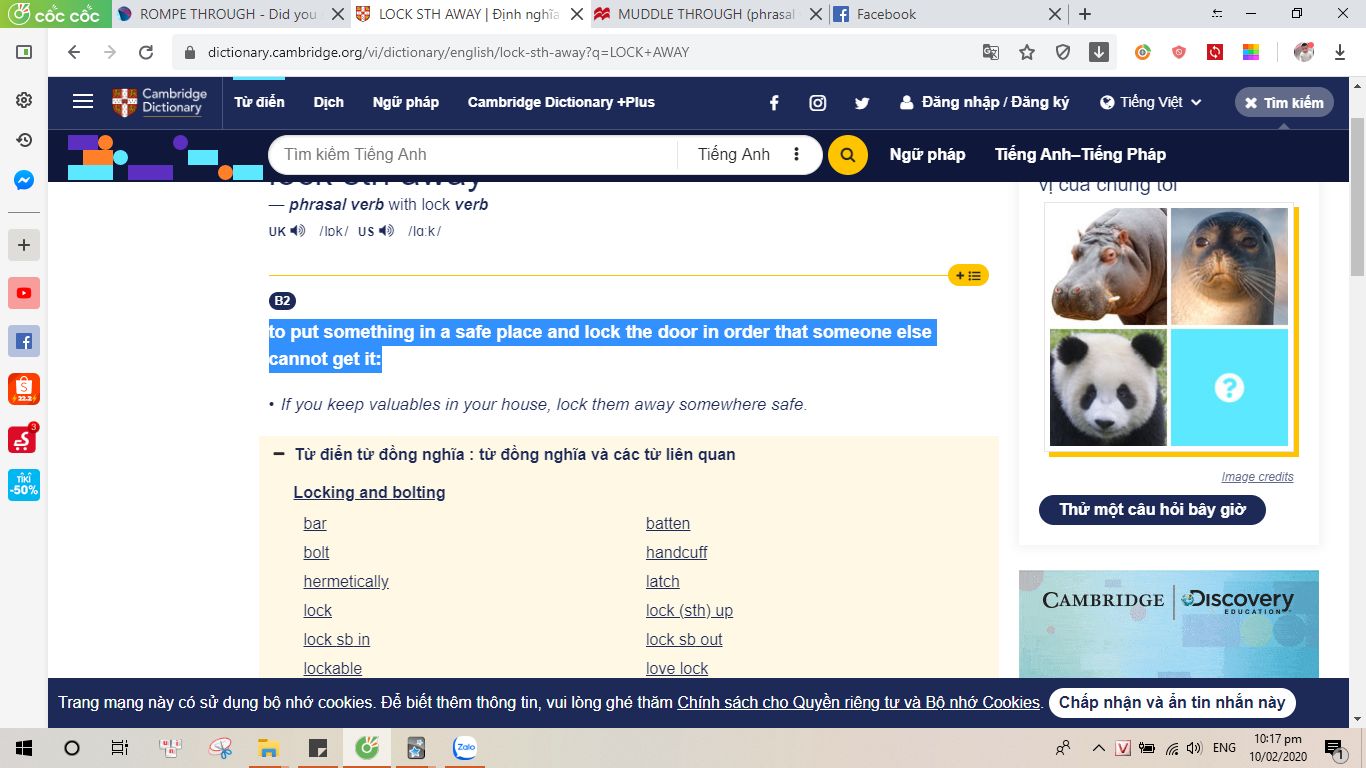 cốc cốc
ROMPE THROUGH - Did you
LOCK STH AWAY | Định nghĩa
MUDDLE THROUGH (phrasal
Facebook
dictionary.cambridge.org/vi/dictionary/english/lock-sth-away?q=LOCK+AWAY
Cambridge
Dictionary
Từ điển
Dịch
Ngữ pháp
Cambridge Dictionary +Plus
Đăng nhập / Đăng ký
Tiếng Việt
Tìm kiếm
Tìm kiếm Tiếng Anh
Tiếng Anh
Ngữ pháp
Tiếng Anh–Tiếng Pháp
lock sth away
— phrasal verb with lock verb
UK /lɒk/ US /lɑːk/
B2
to put something in a safe place and lock the door in order that someone else
cannot get it:
• If you keep valuables in your house, lock them away somewhere safe.
Từ điển từ đồng nghĩa : từ đồng nghĩa và các từ liên quan
Locking and bolting
bar
batten
bolt
handcuff
hermetically
latch
lock
lock (sth) up
lock sb in
lock sb out
lockable
love lock
vị của chúng tôi
?
Image credits
Thử một câu hỏi bây giờ
CAMBRIDGE
Discovery
EDUCATION
Trang mạng này có sử dụng bộ nhớ cookies. Để biết thêm thông tin, vui lòng ghé thăm Chính sách cho Quyền riêng tư và Bộ nhớ Cookies.
Chấp nhận và ẩn tin nhắn này
22.2
3
TIKI
-50%
Zalo
V
ENG
10:17 pm
10/02/2020
1